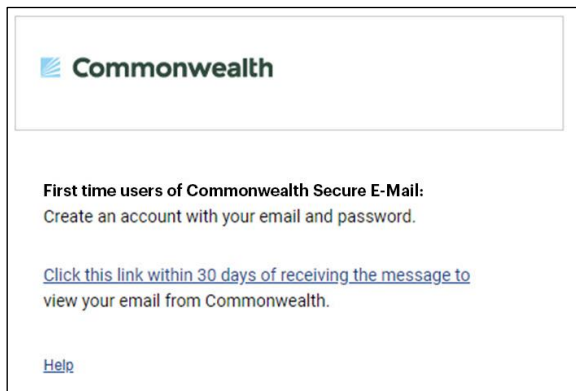 Commonwealth
First time users of Commonwealth Secure E-Mail:
Create an account with your email and password.
Click this link within 30 days of receiving the message to
view your email from Commonwealth.
Help